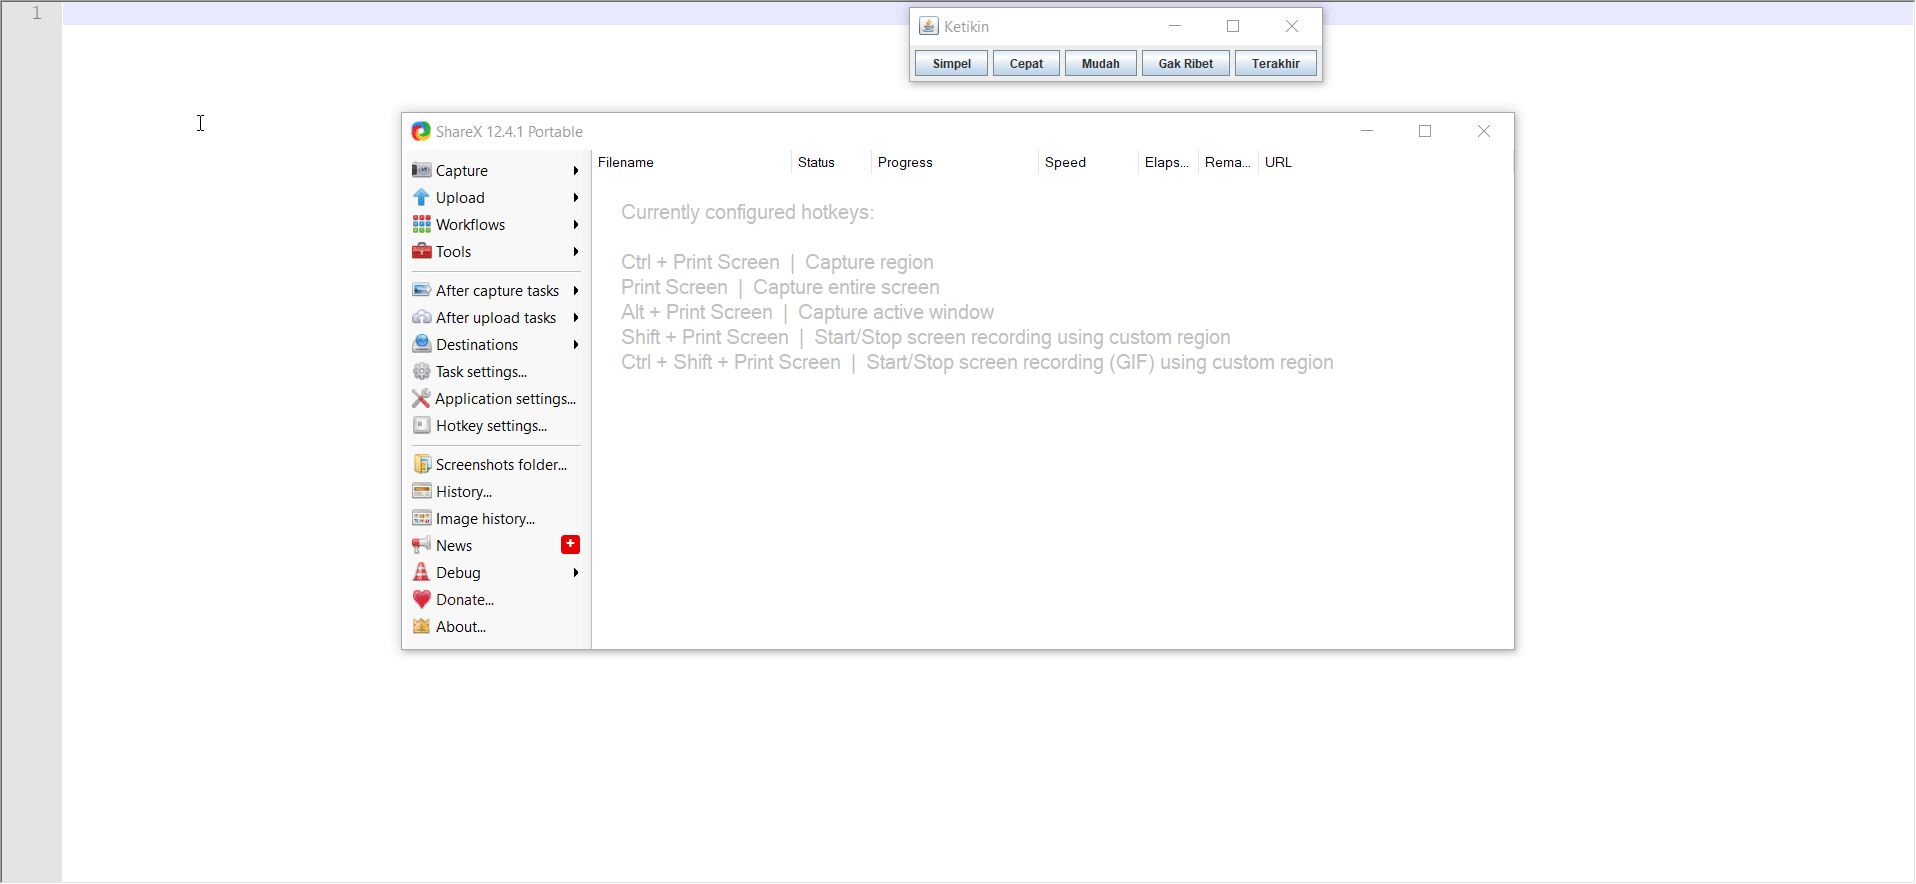 1
Ketikin
Simpel Cepat Mudah Gak Ribet Terakhir
ShareX 12.4.1 Portable
Capture
Upload
Workflows
Tools
After capture tasks
After upload tasks
Destinations
Task settings...
Application settings...
Hotkey settings...
Screenshots folder...
History...
Image history...
News
Debug
Donate...
About...
Filename Status Progress Speed Elaps... Rema... URL
Currently configured hotkeys:
Ctrl + Print Screen | Capture region
Print Screen | Capture entire screen
Alt + Print Screen | Capture active window
Shift + Print Screen | Start/Stop screen recording using custom region
Ctrl + Shift + Print Screen | Start/Stop screen recording (GIF) using custom region